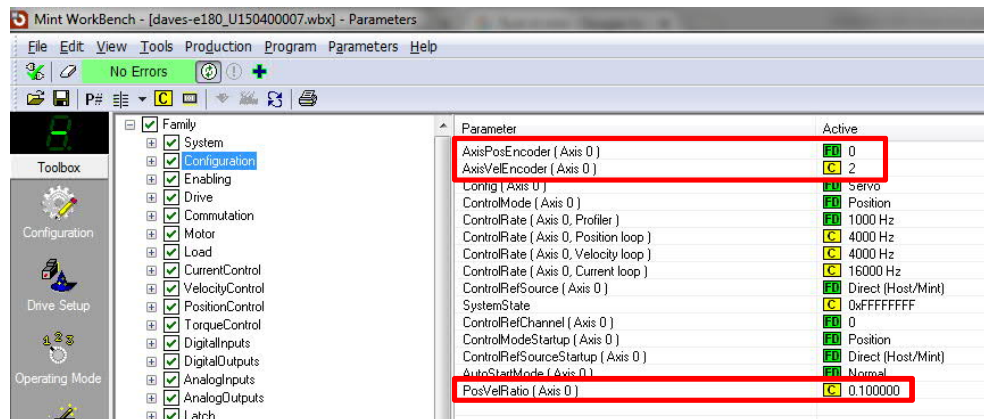 Mint WorkBench - [daves-e180_U150400007.wbx] - Parameters
File Edit View Tools Production Program Parameters Help
No Errors
P#
C
Toolbox
Configuration
Drive Setup
Operating Mode
Family
System
Configuration
Enabling
Drive
Commutation
Motor
Load
CurrentControl
VelocityControl
PositionControl
TorqueControl
DigitalInputs
DigitalOutputs
AnalogInputs
AnalogOutputs
Latch
Parameter Active
AxisPosEncoder ( Axis 0 ) FD 0
AxisVelEncoder ( Axis 0 ) C 2
Config ( Axis 0 ) FD Servo
ControlMode ( Axis 0 ) FD Position
ControlRate ( Axis 0, Profiler ) FD 1000 Hz
ControlRate ( Axis 0, Position loop ) C 4000 Hz
ControlRate ( Axis 0, Velocity loop ) C 4000 Hz
ControlRate ( Axis 0, Current loop ) C 16000 Hz
ControlRefSource ( Axis 0 ) FD Direct (Host/Mint)
SystemState C 0xFFFFFFFF
ControlRefChannel ( Axis 0 ) FD 0
ControlModeStartup ( Axis 0 ) FD Position
ControlRefSourceStartup ( Axis 0 ) FD Direct (Host/Mint)
AutoStartMode ( Axis 0 ) FD Normal
PosVelRatio ( Axis 0 ) C 0.100000